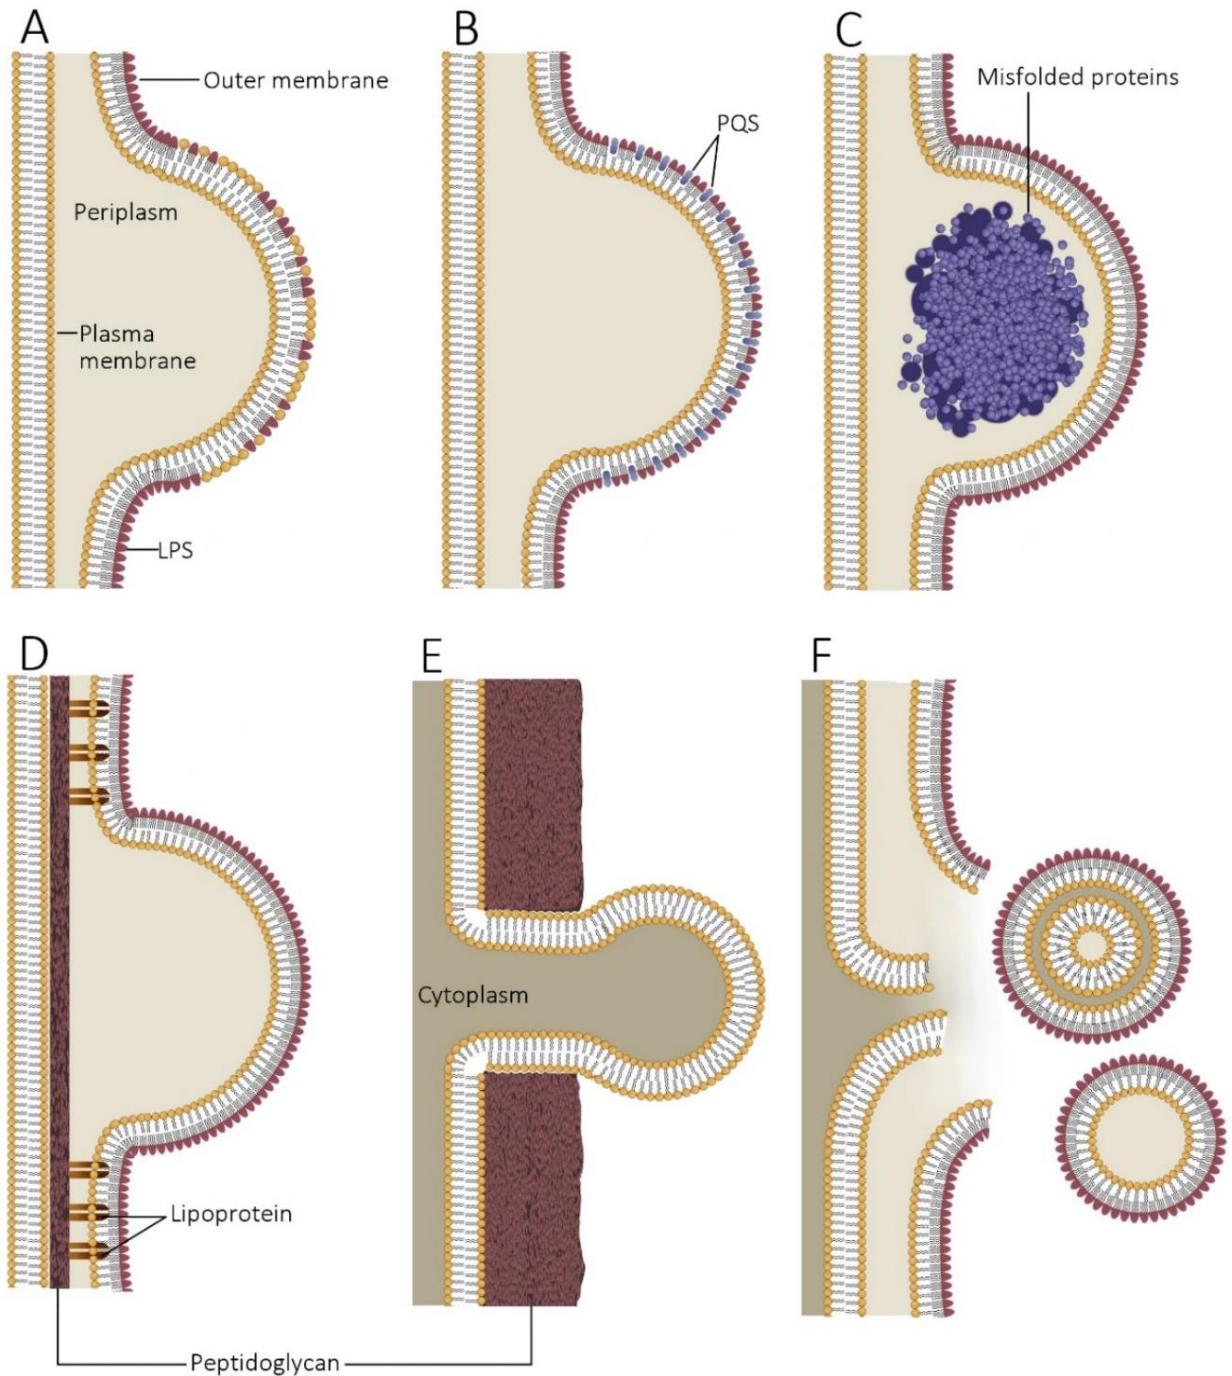 A
B
C
Outer membrane
Misfolded proteins
PQS
Periplasm
Plasma
membrane
LPS
D
E
F
Cytoplasm
Lipoprotein
Peptidoglycan